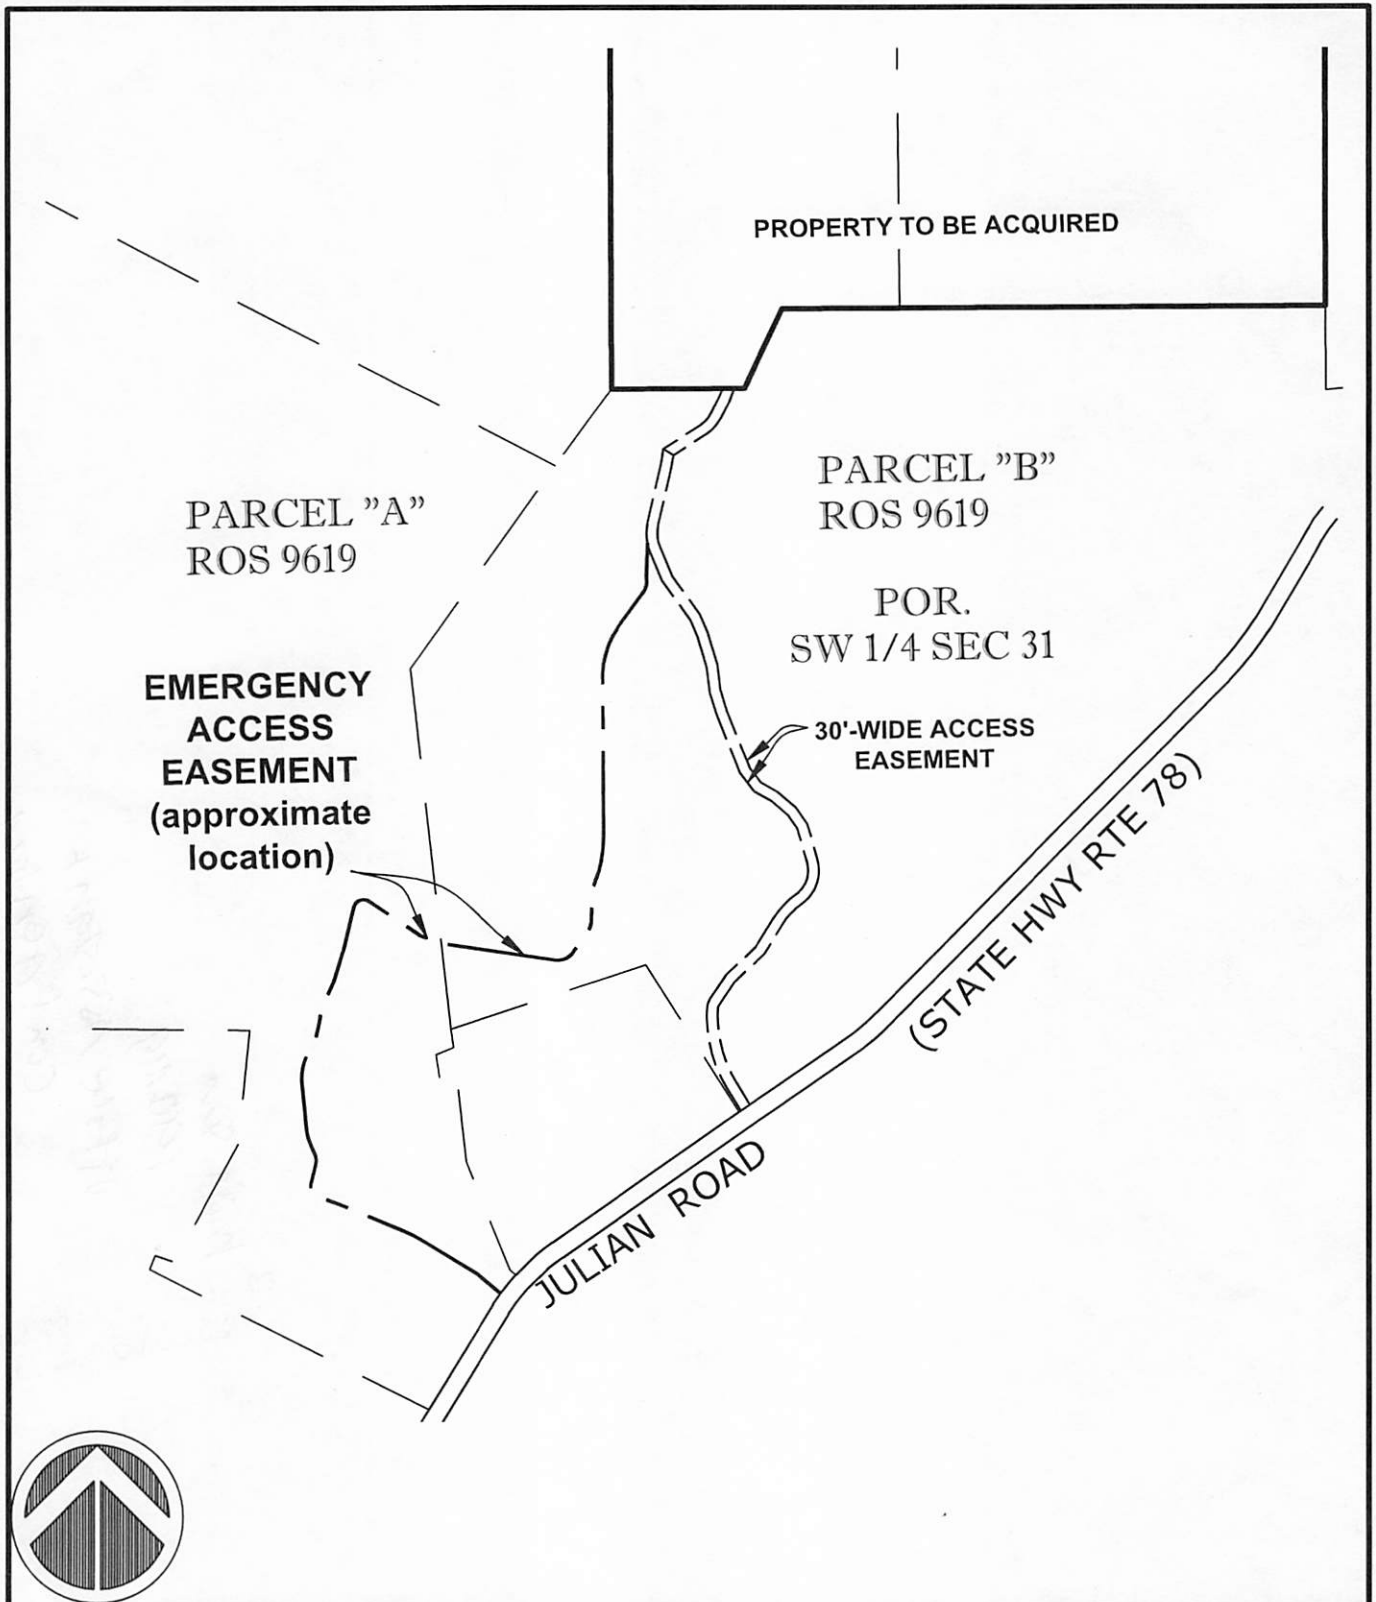 PROPERTY TO BE ACQUIRED
PARCEL "B"
ROS 9619
PARCEL "A"
ROS 9619
POR.
SW 1/4 SEC 31
EMERGENCY
ACCESS
EASEMENT
(approximate
location)
30'-WIDE ACCESS
EASEMENT
(STATE HWY RTE 78)
JULIAN ROAD